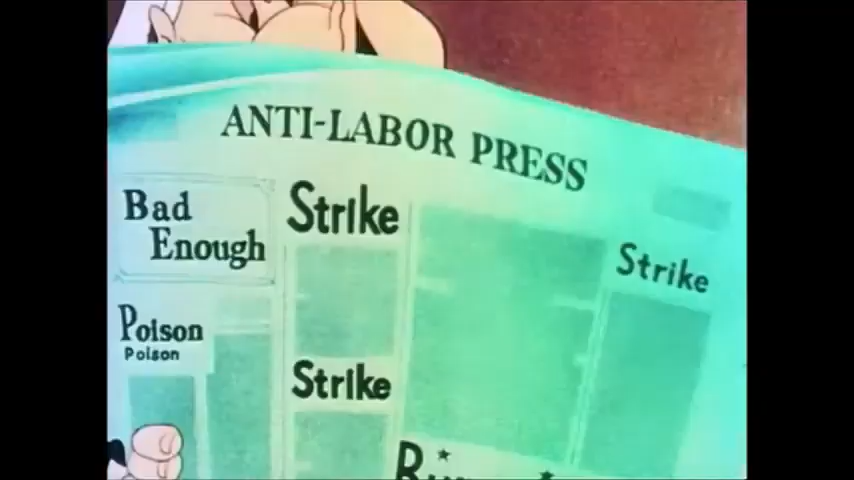 ANTI-LABOR PRESS
Bad
Enough
Strike
Strike
Poison
Poison
Strike